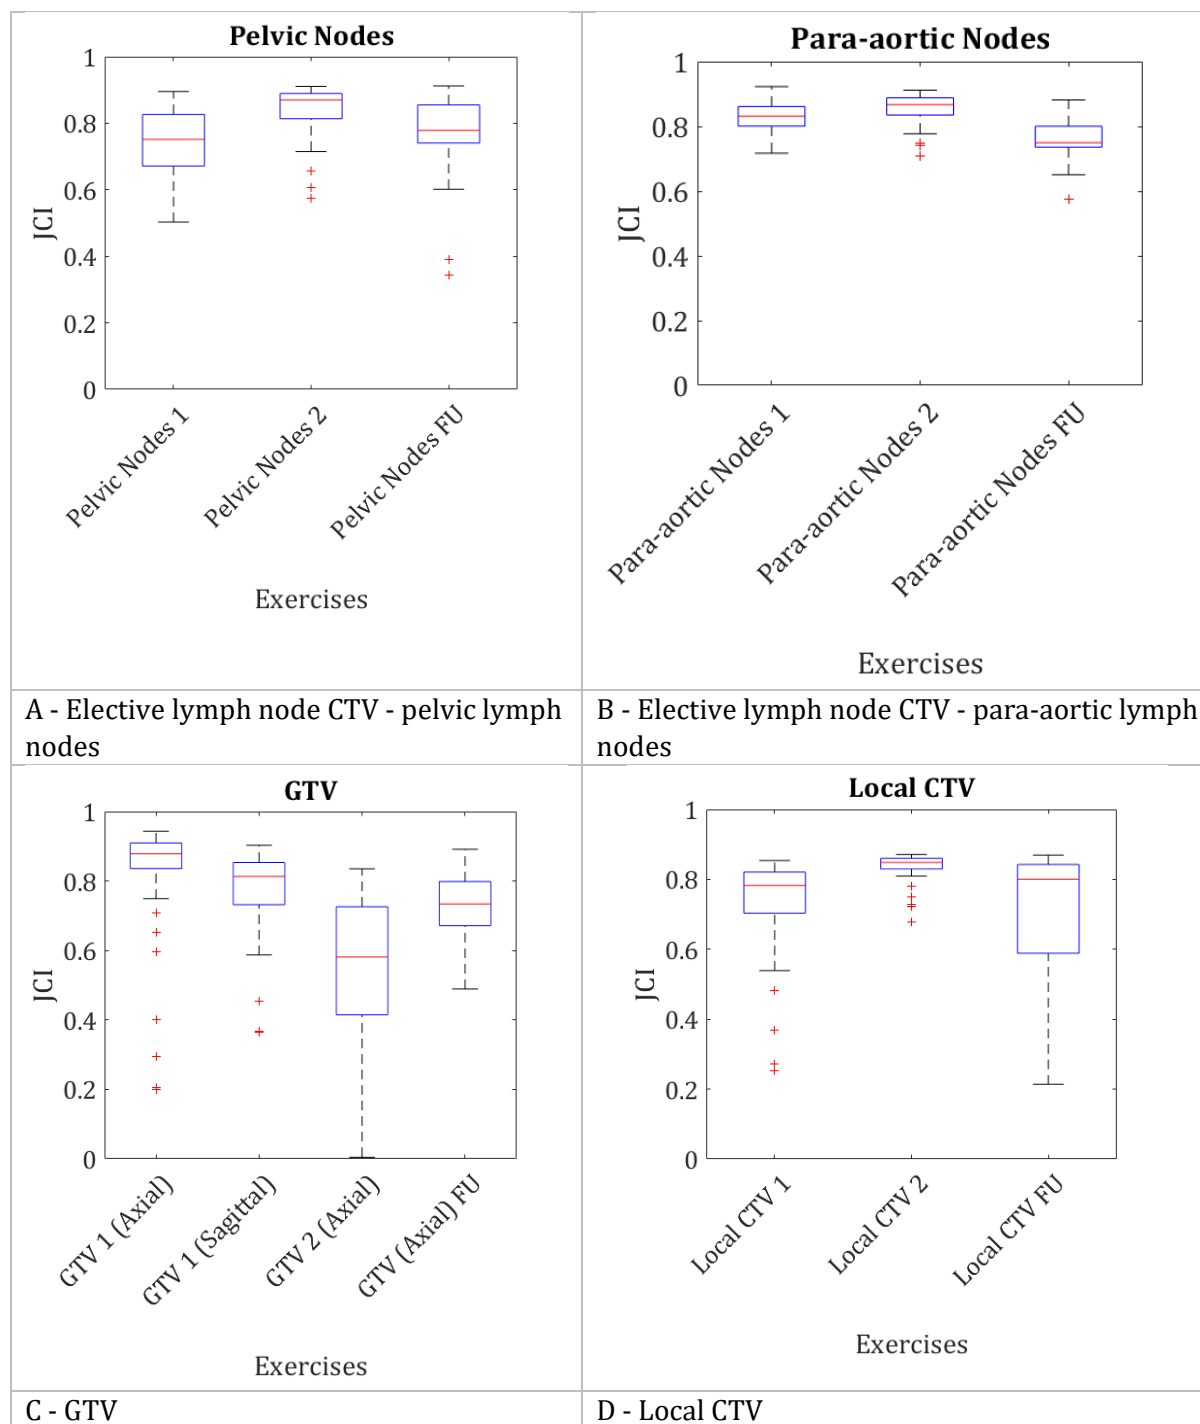 Pelvic Nodes
1
0.8
0.6
0.4
0.2
0
JCI
Pelvic Nodes 1
Pelvic Nodes 2
Pelvic Nodes FU
Exercises
Para-aortic Nodes
1
0.8
0.6
0.4
0.2
0
JCI
Para-aortic Nodes 1
Para-aortic Nodes 2
Para-aortic Nodes FU
Exercises
A - Elective lymph node CTV - pelvic lymph
nodes
B - Elective lymph node CTV - para-aortic lymph
nodes
GTV
1
0.8
0.6
0.4
0.2
0
JCI
GTV 1 (Axial)
GTV 1 (Sagittal)
GTV 2 (Axial)
GTV (Axial) FU
Exercises
Local CTV
1
0.8
0.6
0.4
0.2
0
JCI
Local CTV 1
Local CTV 2
Local CTV FU
Exercises
C - GTV
D - Local CTV